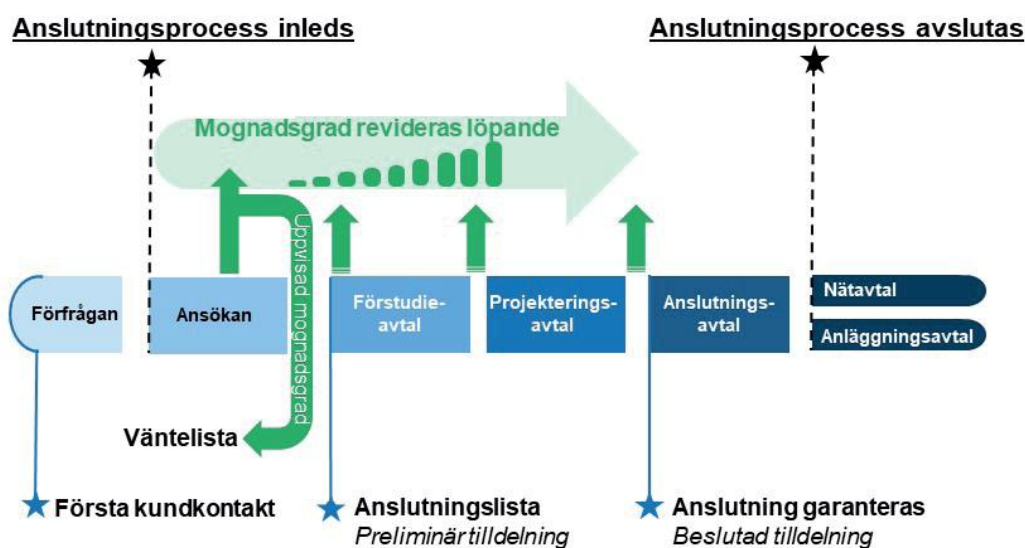 Anslutningsprocess inleds
Anslutningsprocess avslutas
Mognadsgrad revideras löpande
Uppvisad mognadsgrad
Förfrågan
Ansökan
Förstudie-
avtal
Projekterings-
avtal
Anslutnings-
avtal
Nätavtal
Anläggningsavtal
Väntelista
Första kundkontakt
Anslutningslista
Preliminär tilldelning
Anslutning garanteras
Beslutad tilldelning